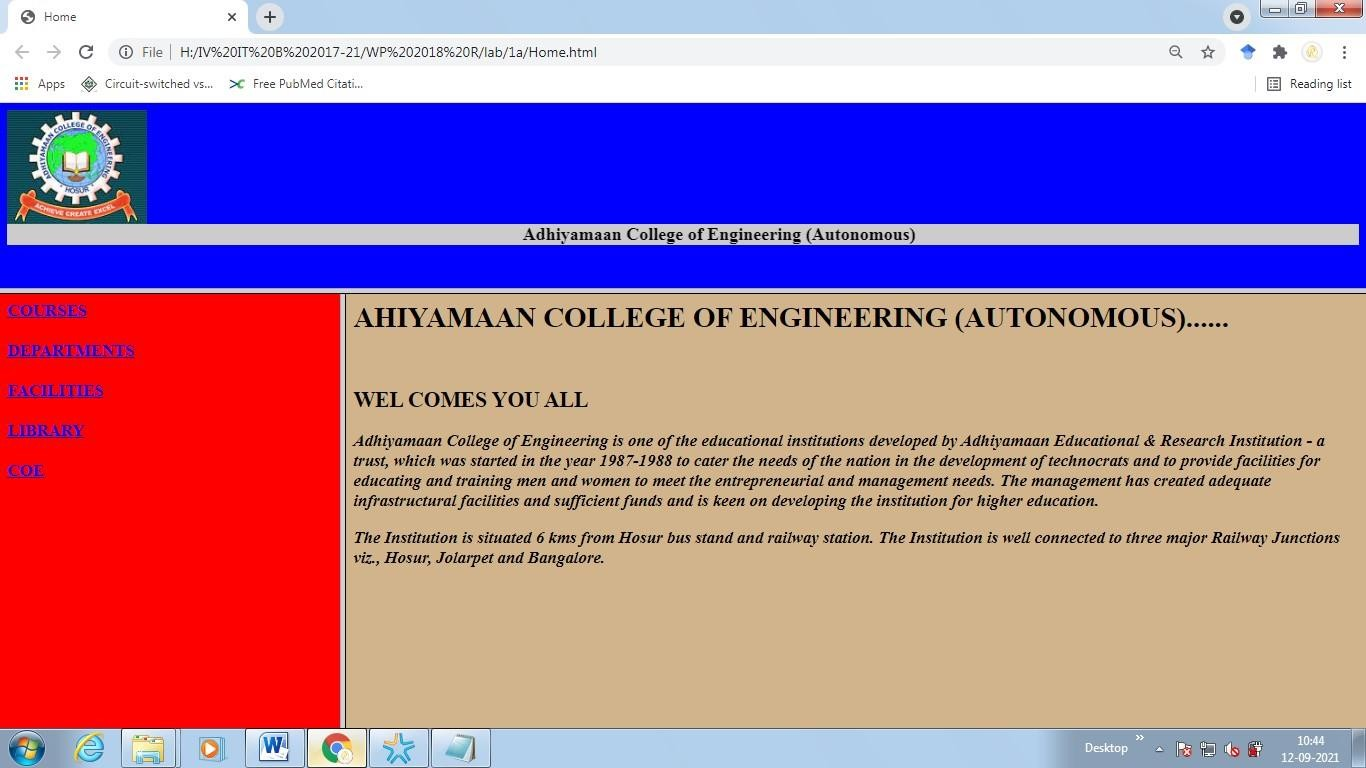 Home
File
H:/IV%20IT%20B%202017-21/WP%202018%20R/lab/1a/Home.html
Apps
Circuit-switched vs...
Free PubMed Citati...
Reading list
ADHIYAMAAN COLLEGE OF ENGINEERING
HOSUR
ACHIEVE CREATE EXCEL
Adhiyamaan College of Engineering (Autonomous)
COURSES
DEPARTMENTS
FACILITIES
LIBRARY
COE
AHIYAMAAN COLLEGE OF ENGINEERING (AUTONOMOUS)......
WEL COMES YOU ALL
Adhiyamaan College of Engineering is one of the educational institutions developed by Adhiyamaan Educational & Research Institution - a
trust, which was started in the year 1987-1988 to cater the needs of the nation in the development of technocrats and to provide facilities for
educating and training men and women to meet the entrepreneurial and management needs. The management has created adequate
infrastructural facilities and sufficient funds and is keen on developing the institution for higher education.
The Institution is situated 6 kms from Hosur bus stand and railway station. The Institution is well connected to three major Railway Junctions
viz., Hosur, Jolarpet and Bangalore.
Desktop
10:44
12-09-2021